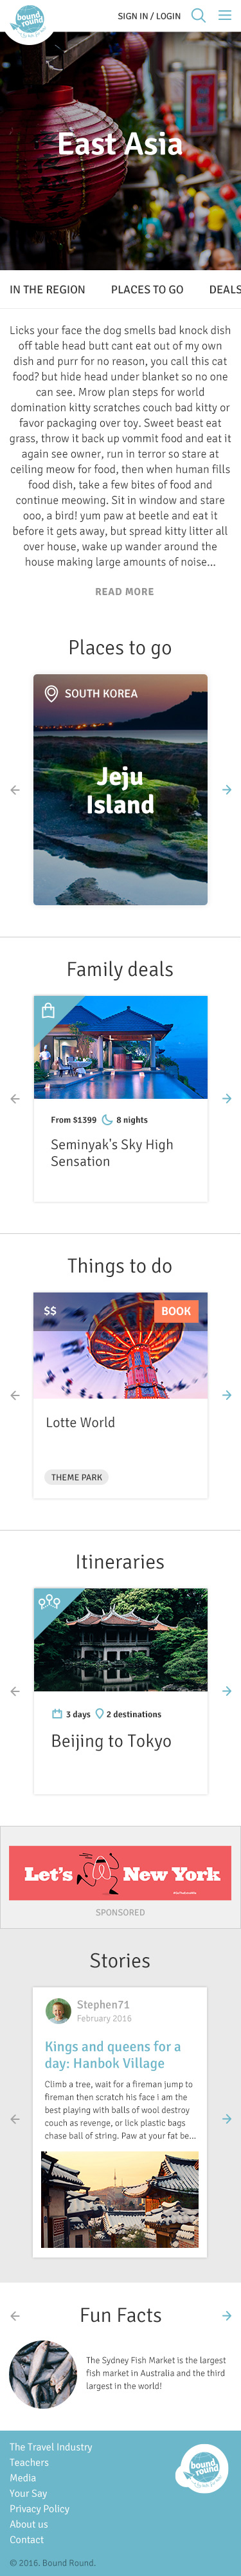 bound
round
SIGN IN / LOGIN
East Asia
IN THE REGION
PLACES TO GO
DEALS
Licks your face the dog smells bad knock dish
off table head butt cant eat out of my own
dish and purr for no reason, you call this cat
food? but hide head under blanket so no one
can see. Mrow plan steps for world
domination kitty scratches couch bad kitty or
favor packaging over toy. Sweet beast eat
grass, throw it back up vommit food and eat it
again see owner, run in terror so stare at
ceiling meow for food, then when human fills
food dish, take a few bites of food and
continue meowing. Sit in window and stare
ooo, a bird! yum paw at beetle and eat it
before it gets away, but spread kitty litter all
over house, wake up wander around the
house making large amounts of noise...
READ MORE
Places to go
SOUTH KOREA
Jeju
Island
Family deals
From $1399
8 nights
Seminyak's Sky High
Sensation
Things to do
$$
BOOK
Lotte World
THEME PARK
Itineraries
3 days
2 destinations
Beijing to Tokyo
Let's New York
SPONSORED
Stories
Stephen71
February 2016
Kings and queens for a
day: Hanbok Village
Climb a tree, wait for a fireman jump to
fireman then scratch his face i am the
best playing with balls of wool destroy
couch as revenge, or lick plastic bags
chase ball of string. Paw at your fat be...
Fun Facts
The Sydney Fish Market is the largest
fish market in Australia and the third
largest in the world!
The Travel Industry
Teachers
Media
Your Say
Privacy Policy
About us
Contact
bound
round
© 2016. Bound Round.